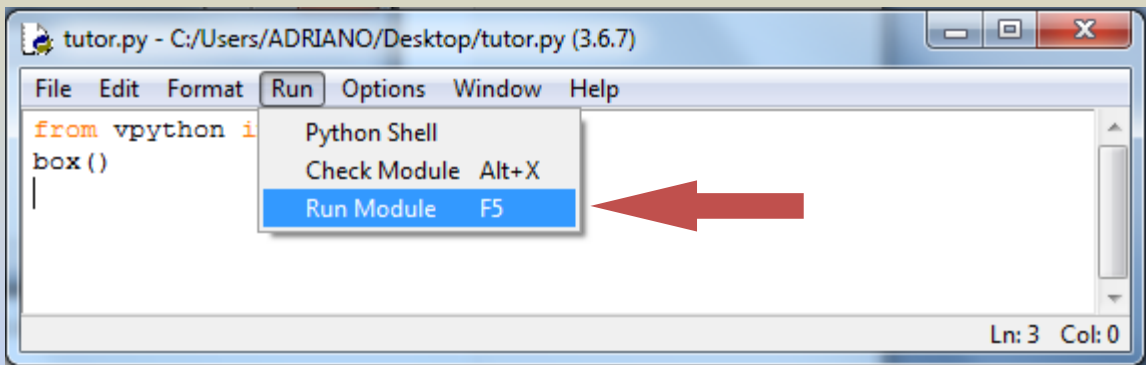 tutor.py - C:/Users/ADRIANO/Desktop/tutor.py (3.6.7)
File Edit Format Run Options Window Help
from vpython i
box()
Python Shell
Check Module Alt+X
Run Module F5
Ln: 3 Col: 0